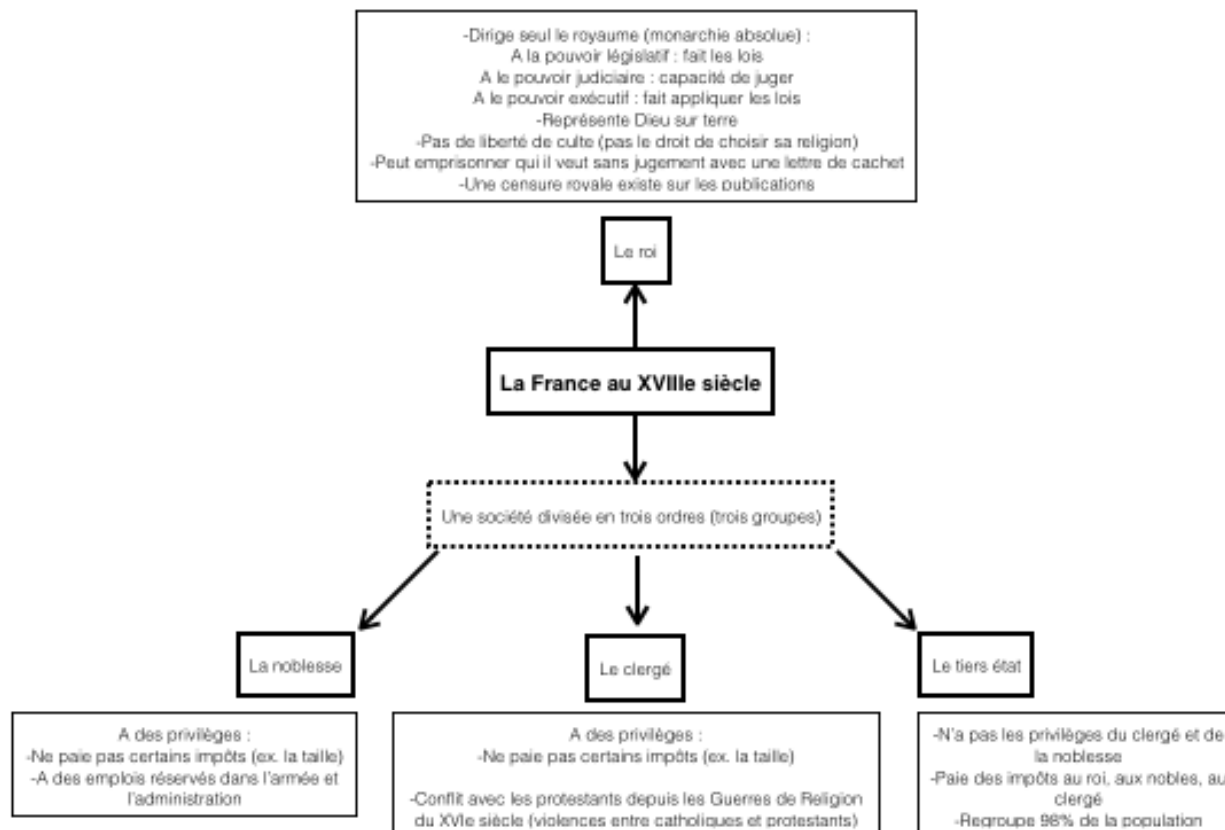 -Dirige seul le royaume (monarchie absolue) :
A la pouvoir législatif : fait les lois
A le pouvoir judiciaire : capacité de juger
A le pouvoir exécutif : fait appliquer les lois
-Représente Dieu sur terre
-Pas de liberté de culte (pas le droit de choisir sa religion)
-Peut emprisonner qui il veut sans jugement avec une lettre de cachet
-Une censure royale existe sur les publications
Le roi
La France au XVIIIe siècle
Une société divisée en trois ordres (trois groupes)
La noblesse
Le clergé
Le tiers état
A des privilèges :
-Ne paie pas certains impôts (ex. la taille)
-A des emplois réservés dans l'armée et
l'administration
A des privilèges :
-Ne paie pas certains impôts (ex. la taille)
-Conflit avec les protestants depuis les Guerres de Religion
du XVIe siècle (violences entre catholiques et protestants)
-N'a pas les privilèges du clergé et de
la noblesse
-Paie des impôts au roi, aux nobles, au
clergé
-Regroupe 98% de la population